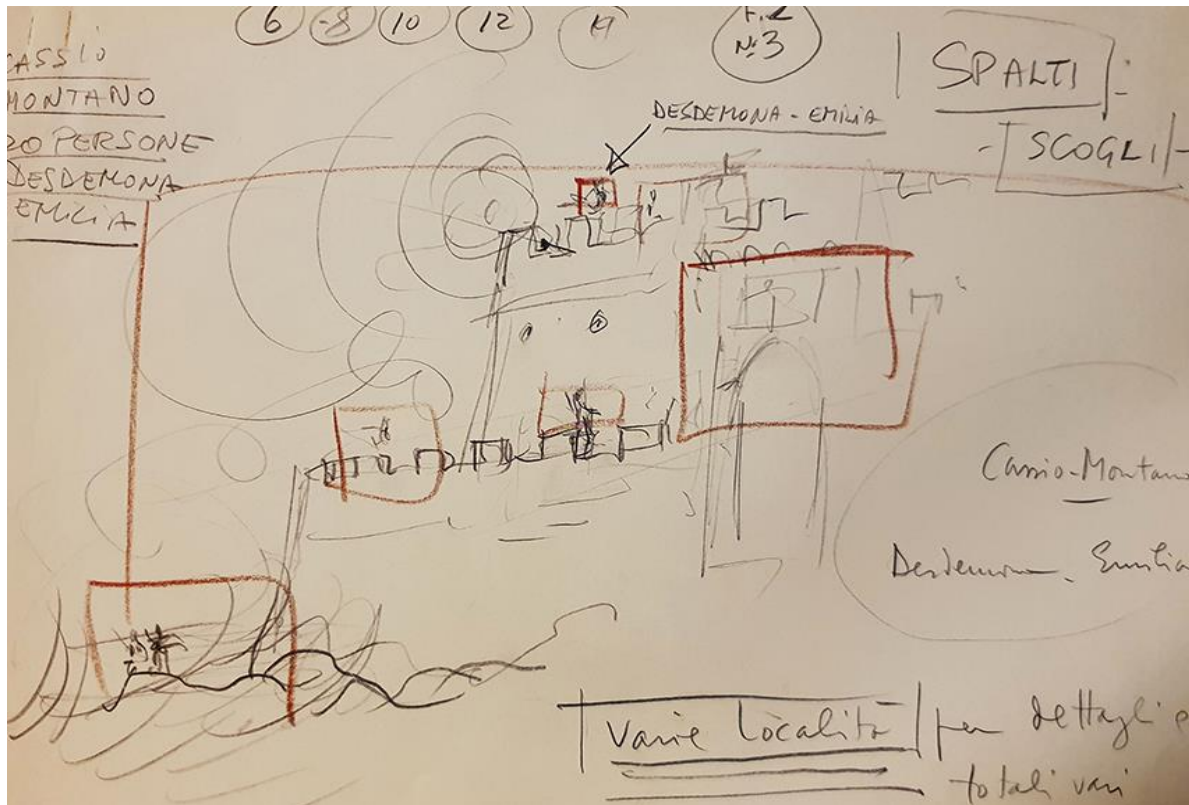 6 8 10 12 14
N. 3
SPALTI
SCOGLI
CASSIO
MONTANO
20 PERSONE
DESDEMONA
EMILIA
DESDEMONA - EMILIA
Cassio - Montano
Desdemona - Emilia
Varie località per dettagli e
totali vari